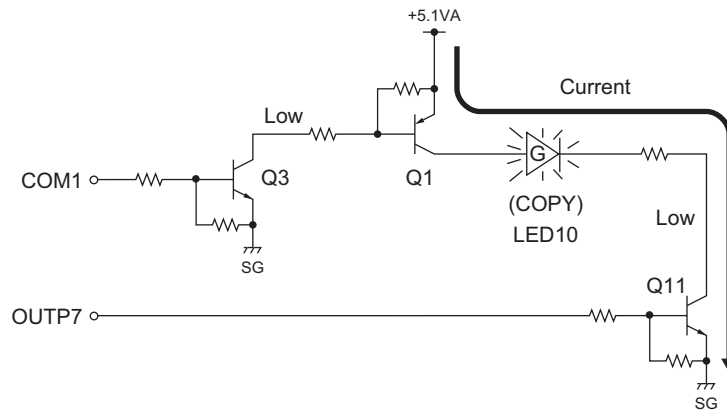 +5.1VA
Current
Low
COM1
Q3
Q1
G
(COPY)
LED10
Low
SG
Q11
OUTP7
SG